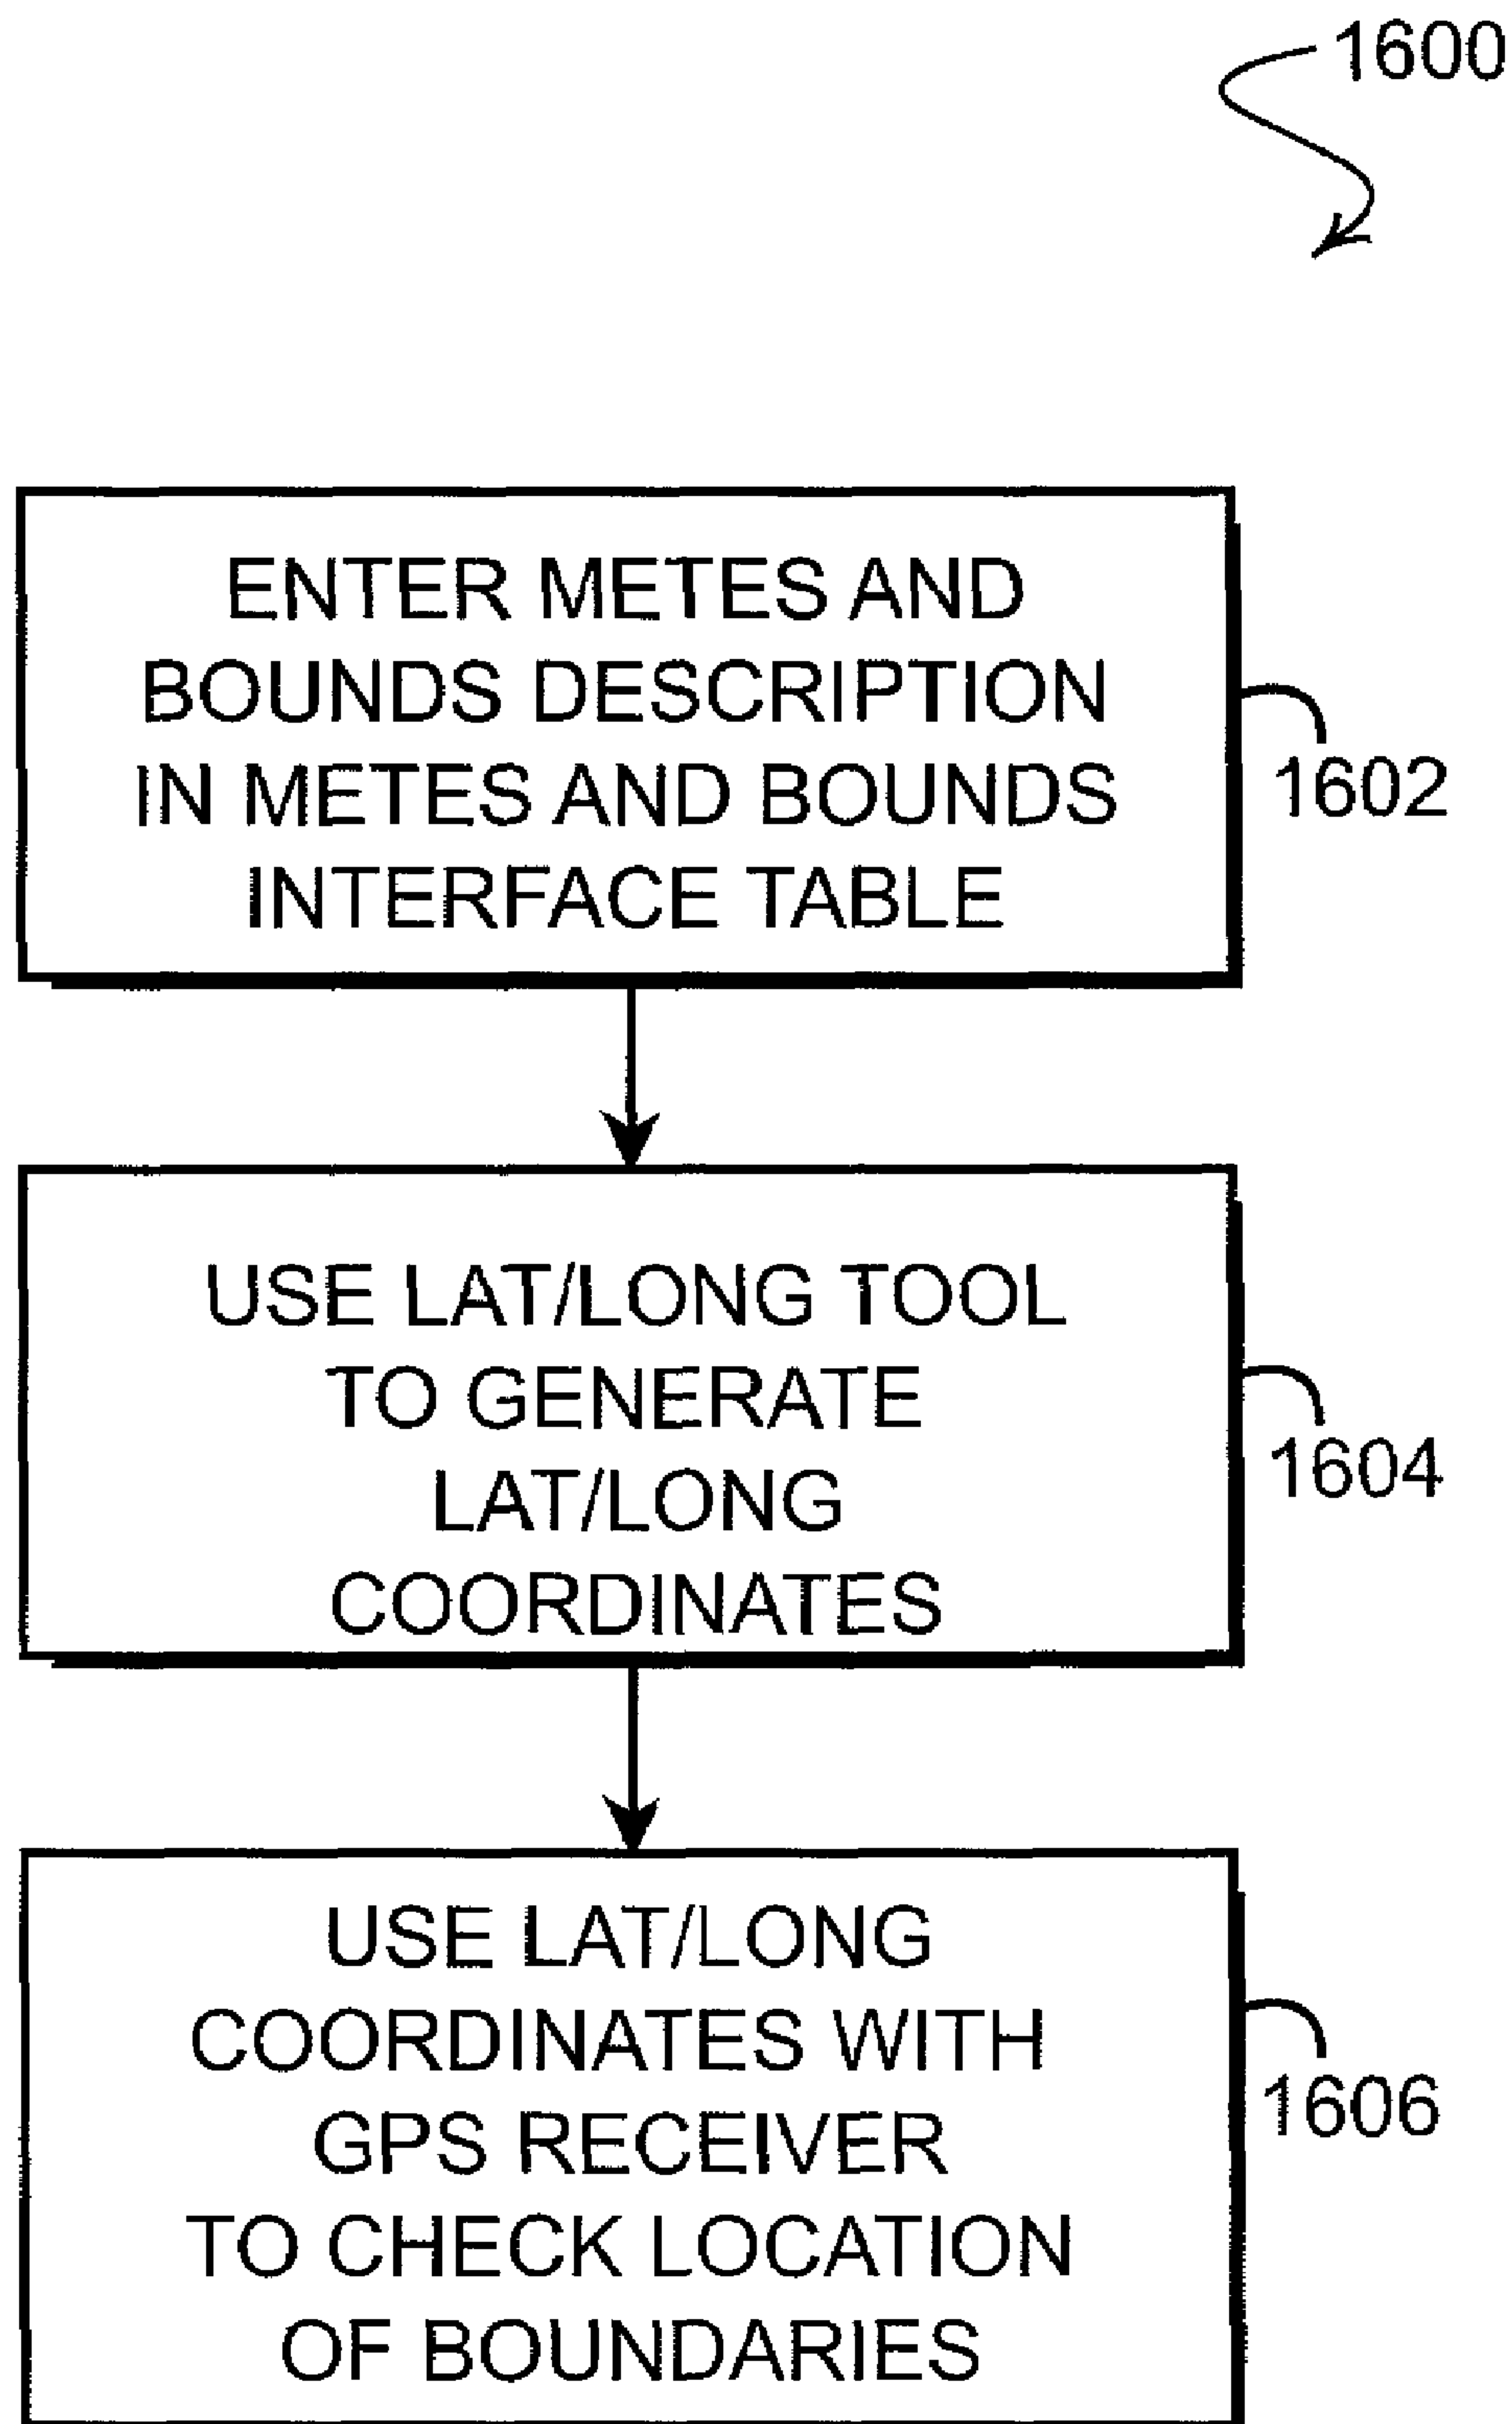 1600
ENTER METES AND
BOUNDS DESCRIPTION
IN METES AND BOUNDS
INTERFACE TABLE
1602
USE LAT/LONG TOOL
TO GENERATE
LAT/LONG
COORDINATES
1604
USE LAT/LONG
COORDINATES WITH
GPS RECEIVER
TO CHECK LOCATION
OF BOUNDARIES
1606